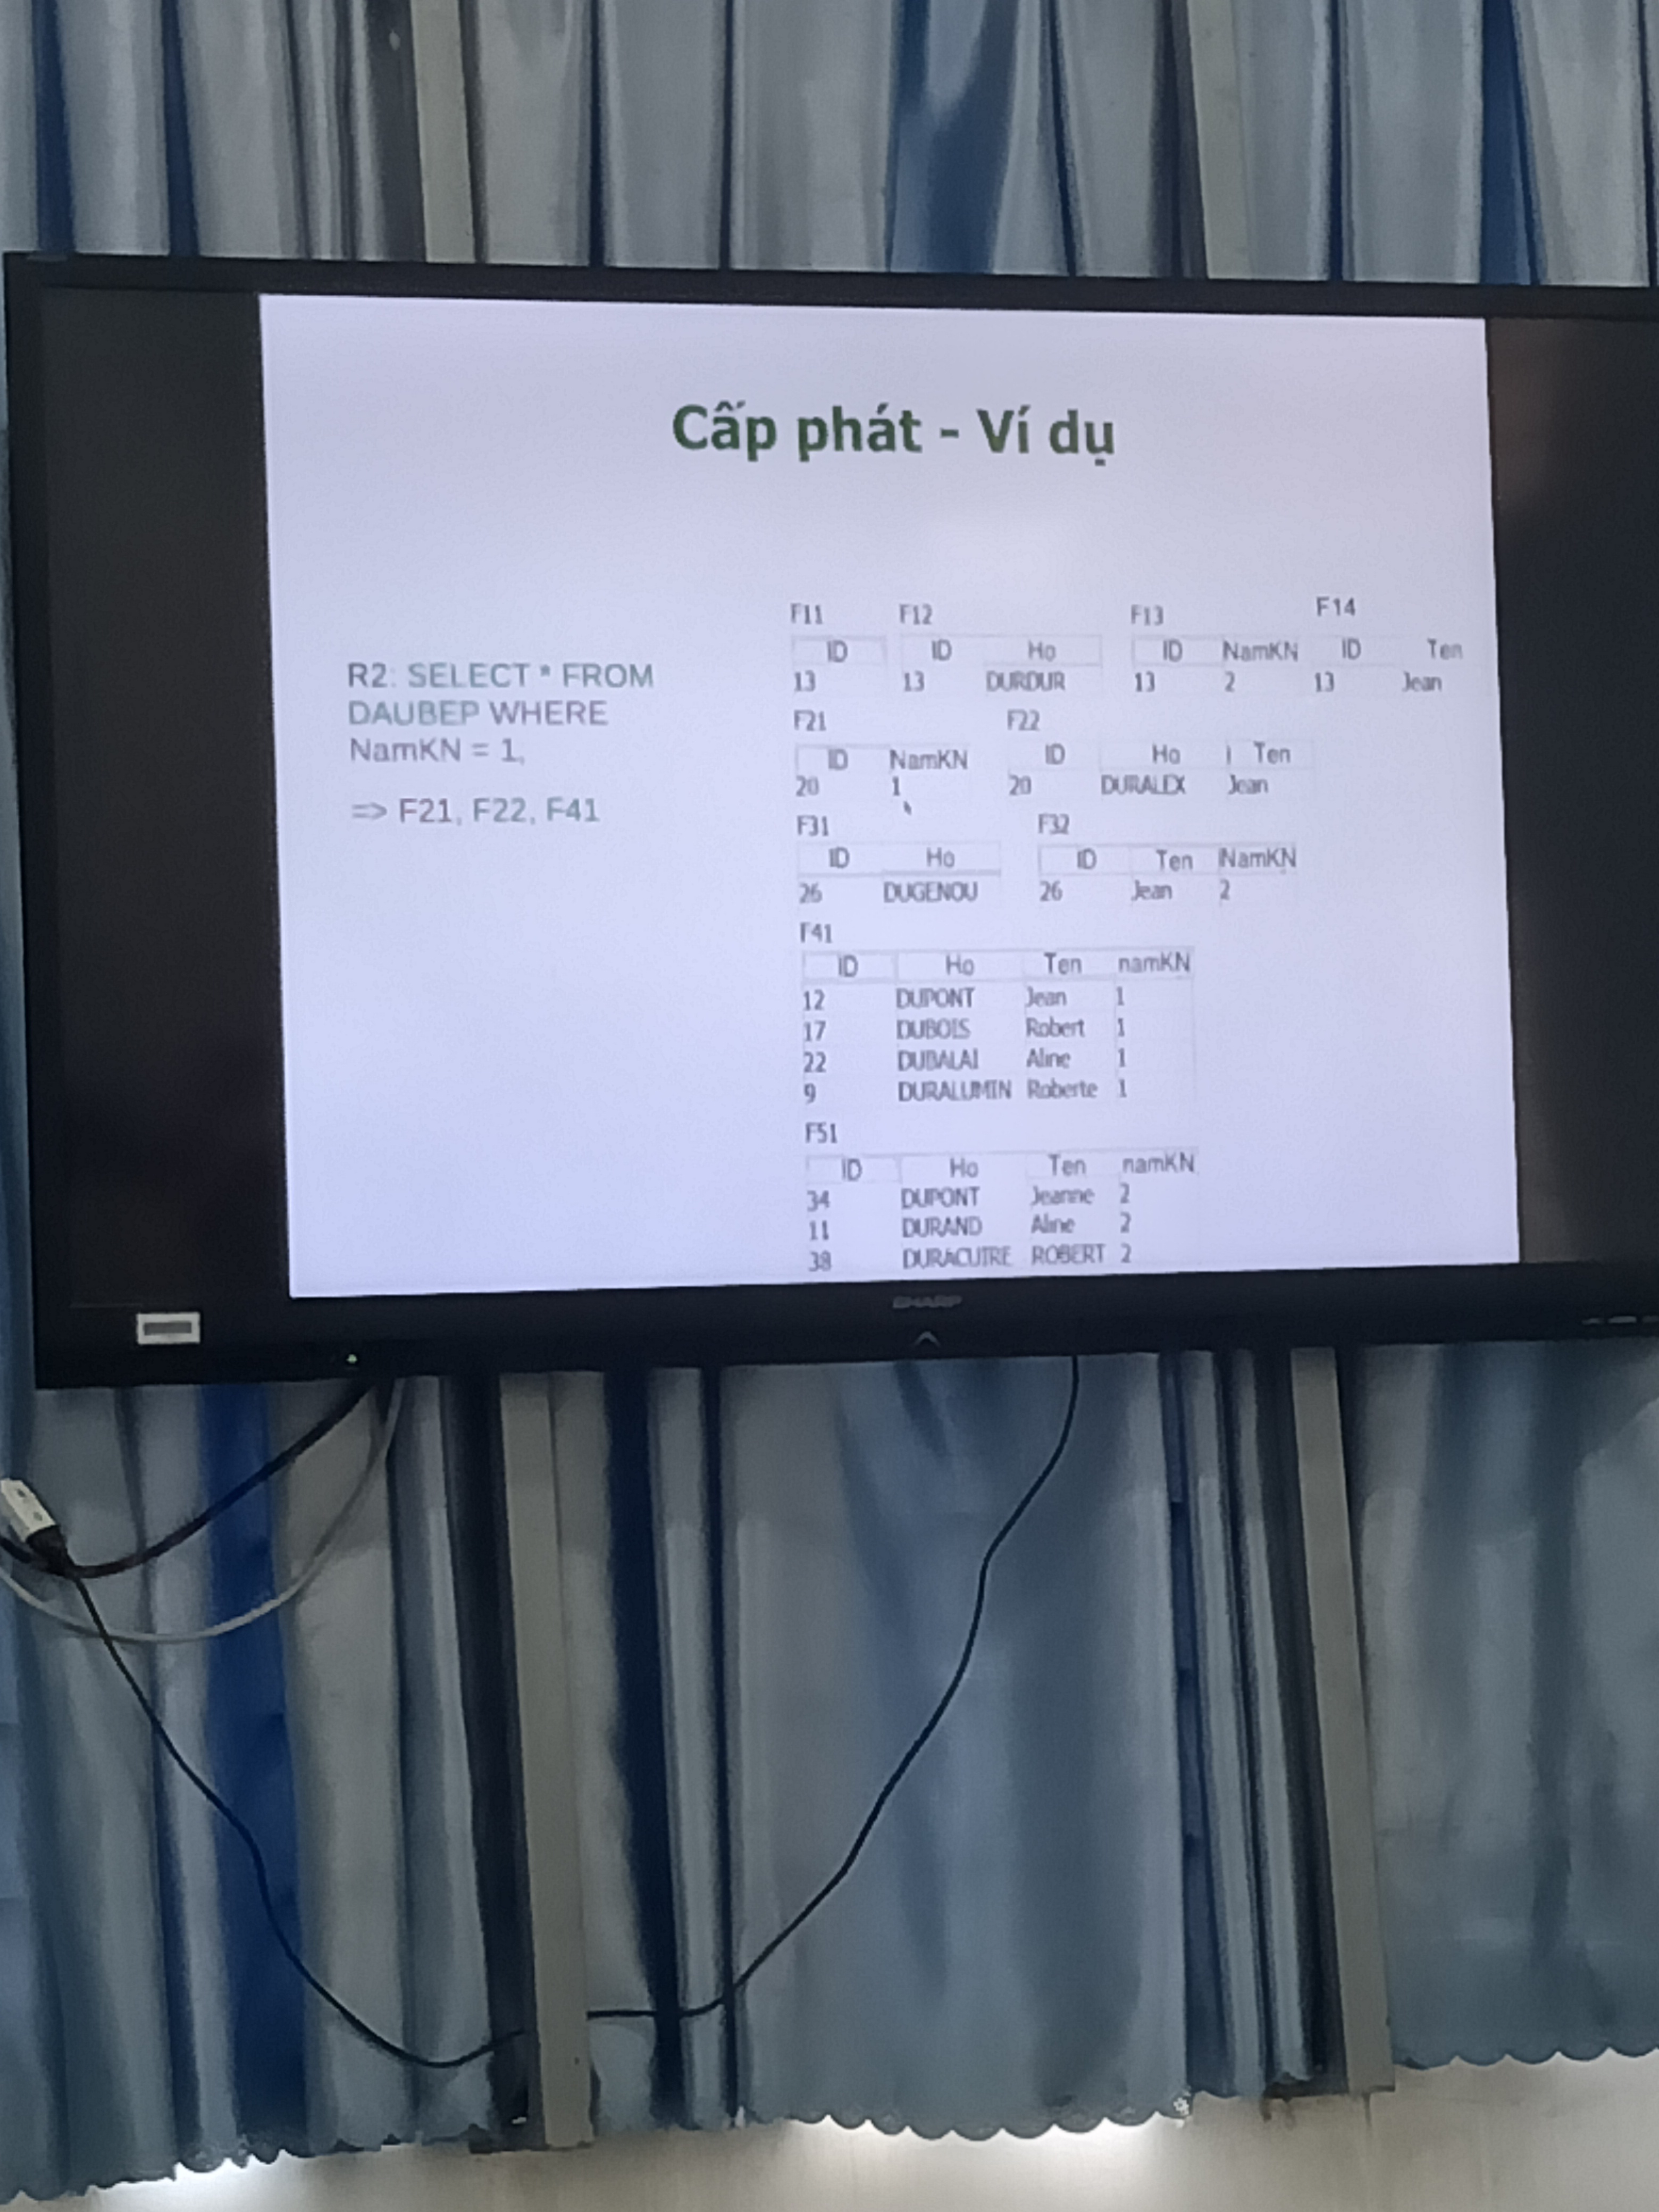 Cấp phát - Ví dụ
R2: SELECT * FROM
DAUBEP WHERE
NamKN = 1,
=> F21, F22, F41
F11 F12 F13 F14
ID ID Ho ID NamKN ID Ten
13 13 DURDUR 13 2 13 Jean
F21 F22
ID NamKN ID Ho Ten
20 1 20 DURALEX Jean
F31 F32
ID Ho ID Ten NamKN
26 DUGENOU 26 Jean 2
F41
ID Ho Ten namKN
12 DUPONT Jean 1
17 DUBOIS Robert 1
22 DUBALAI Aline 1
9 DURALUMIN Roberte 1
F51
ID Ho Ten namKN
34 DUPONT Jeanne 2
11 DURAND Aline 2
38 DURACUIRE ROBERT 2
SHARP